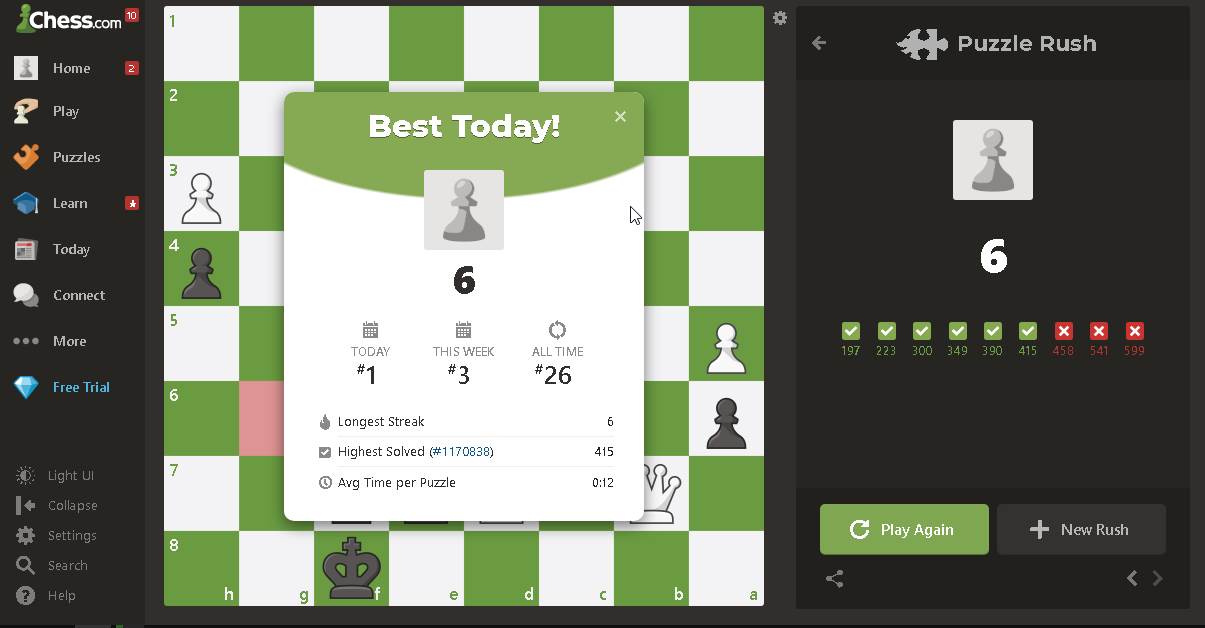 Chess.com 10
Home 2
Play
Puzzles
Learn
Today
Connect
More
Free Trial
Light UI
Collapse
Settings
Search
Help
1
2
3
4
5
6
7
8
h g f e d c b a
Best Today!
6
TODAY THIS WEEK ALL TIME
#1 #3 #26
Longest Streak 6
Highest Solved (#1170838) 415
Avg Time per Puzzle 0:12
Puzzle Rush
6
197 223 300 349 390 415 458 541 599
Play Again New Rush